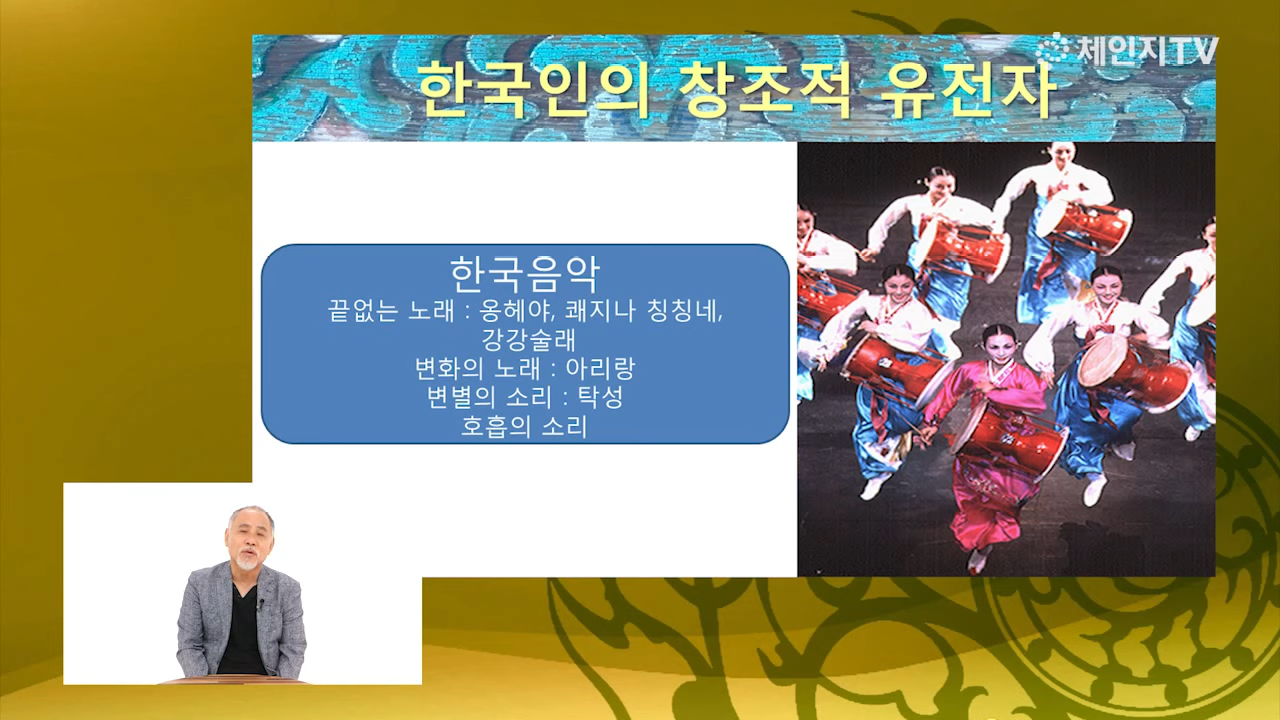 체인지TV
한국인의 창조적 유전자
한국음악
끝없는 노래 : 옹헤야, 쾌지나 칭칭네,
강강술래
변화의 노래 : 아리랑
변별의 소리 : 탁성
호흡의 소리